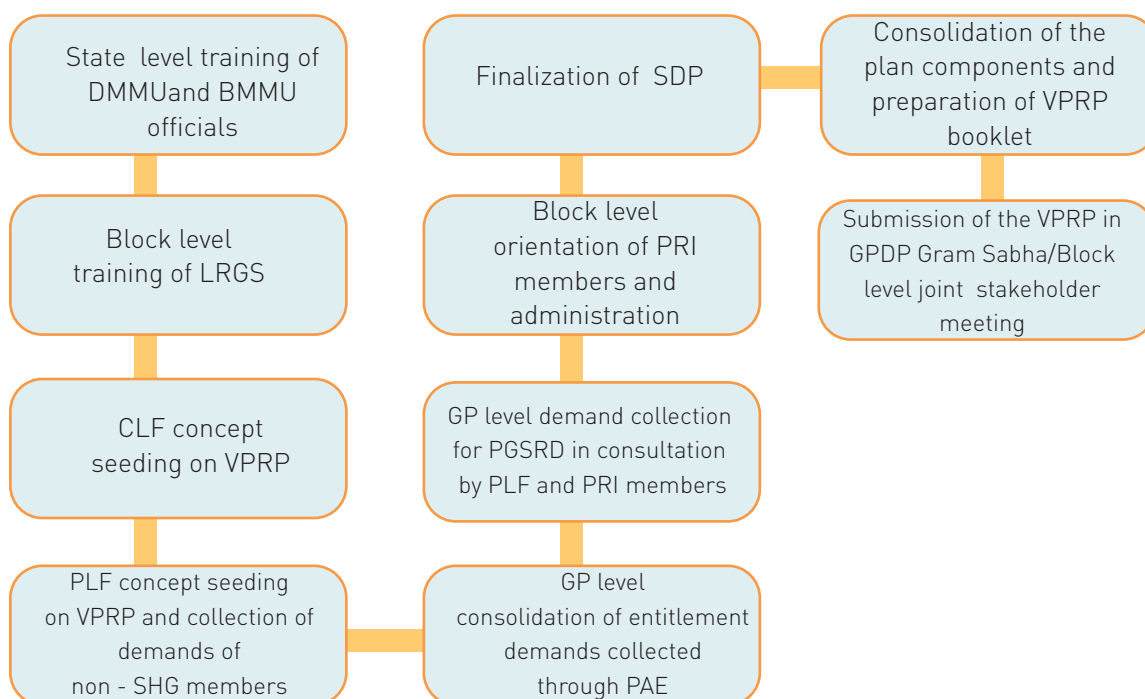 State level training of
DMMUand BMMU
officials
Block level
training of LRGS
CLF concept
seeding on VPRP
PLF concept seeding
on VPRP and collection of
demands of
non - SHG members
GP level
consolidation of entitlement
demands collected
through PAE
GP level demand collection
for PGSRD in consultation
by PLF and PRI members
Block level
orientation of PRI
members and
administration
Finalization of SDP
Consolidation of the
plan components and
preparation of VPRP
booklet
Submission of the VPRP in
GPDP Gram Sabha/Block
level joint stakeholder
meeting